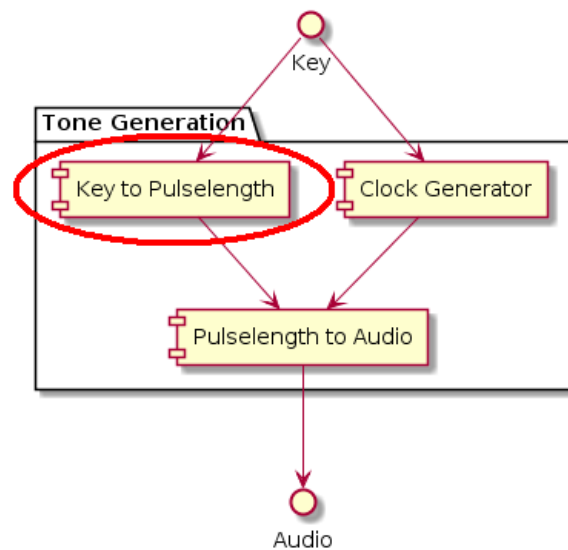 Key
Tone Generation
Key to Pulselength
Clock Generator
Pulselength to Audio
Audio